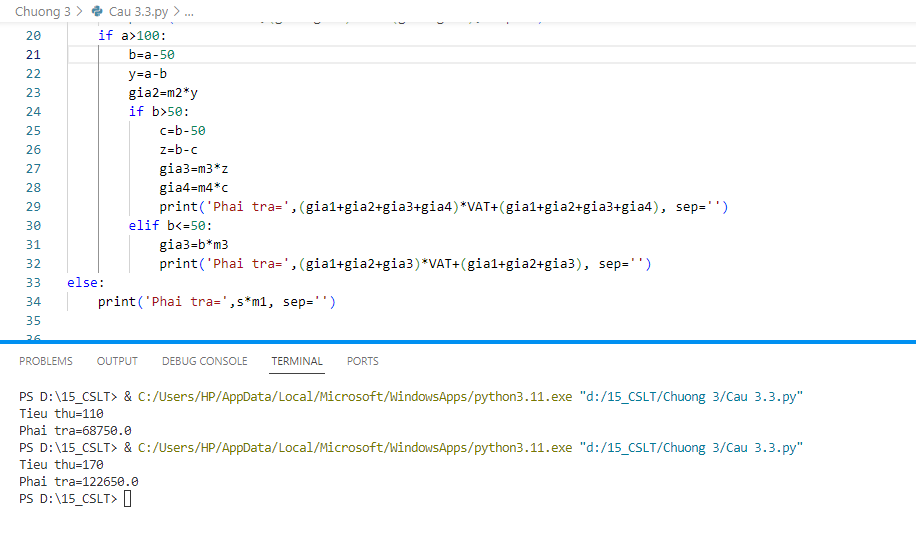 Chuong 3 > Cau 3.3.py > ...
20 if a>100:
21 b=a-50
22 y=a-b
23 gia2=m2*y
24 if b>50:
25 c=b-50
26 z=b-c
27 gia3=m3*z
28 gia4=m4*c
29 print('Phai tra=',(gia1+gia2+gia3+gia4)*VAT+(gia1+gia2+gia3+gia4), sep='')
30 elif b<=50:
31 gia3=b*m3
32 print('Phai tra=',(gia1+gia2+gia3)*VAT+(gia1+gia2+gia3), sep='')
33 else:
34 print('Phai tra=',s*m1, sep='')
35
36
PROBLEMS OUTPUT DEBUG CONSOLE TERMINAL PORTS
PS D:\15_CSLT> & C:/Users/HP/AppData/Local/Microsoft/WindowsApps/python3.11.exe "d:/15_CSLT/Chuong 3/Cau 3.3.py"
Tieu thu=110
Phai tra=68750.0
PS D:\15_CSLT> & C:/Users/HP/AppData/Local/Microsoft/WindowsApps/python3.11.exe "d:/15_CSLT/Chuong 3/Cau 3.3.py"
Tieu thu=170
Phai tra=122650.0
PS D:\15_CSLT>